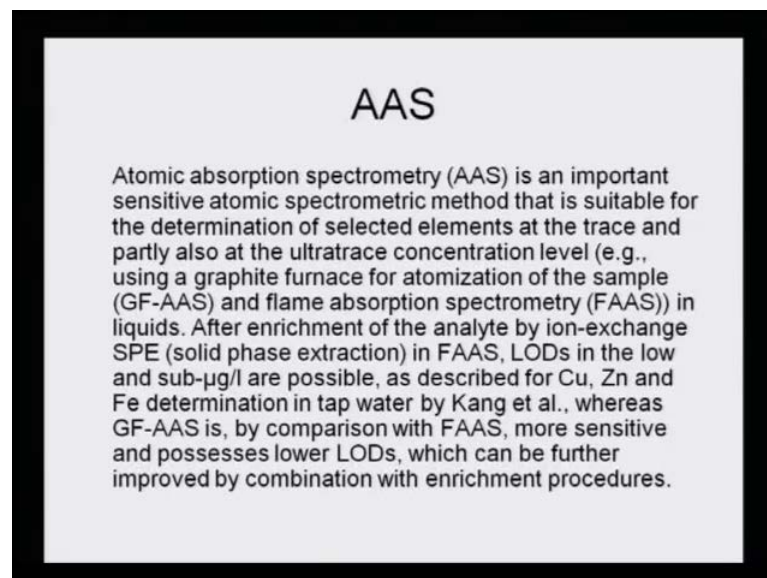 AAS
Atomic absorption spectrometry (AAS) is an important
sensitive atomic spectrometric method that is suitable for
the determination of selected elements at the trace and
partly also at the ultratrace concentration level (e.g.,
using a graphite furnace for atomization of the sample
(GF-AAS) and flame absorption spectrometry (FAAS)) in
liquids. After enrichment of the analyte by ion-exchange
SPE (solid phase extraction) in FAAS, LODs in the low
and sub-µg/l are possible, as described for Cu, Zn and
Fe determination in tap water by Kang et al., whereas
GF-AAS is, by comparison with FAAS, more sensitive
and possesses lower LODs, which can be further
improved by combination with enrichment procedures.